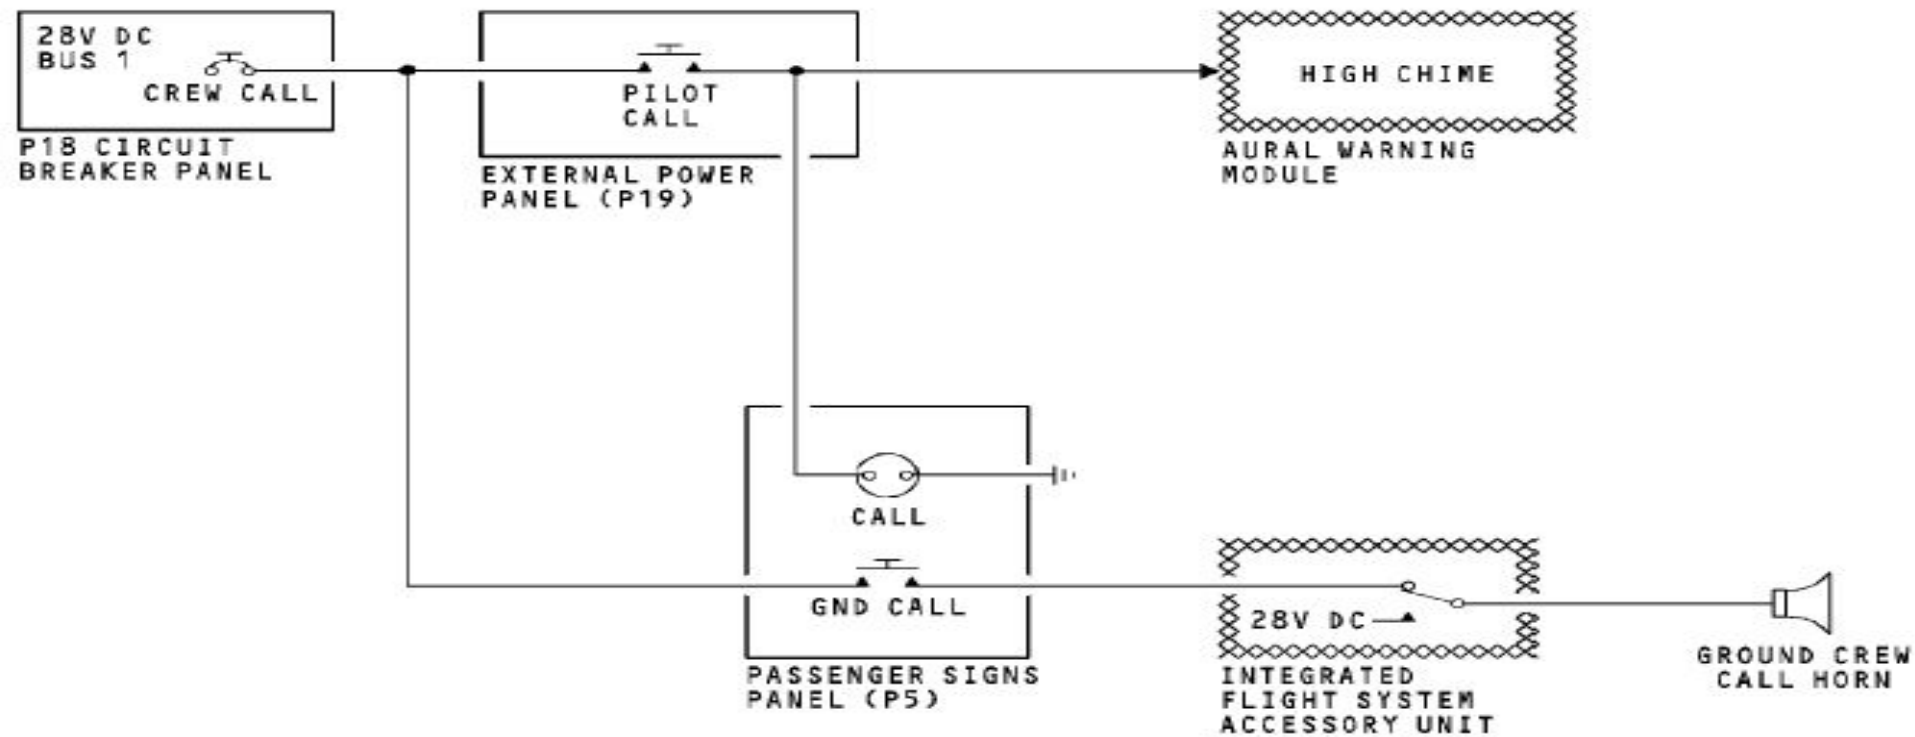 28V DC
BUS 1
CREW CALL
P18 CIRCUIT
BREAKER PANEL
PILOT
CALL
EXTERNAL POWER
PANEL (P19)
HIGH CHIME
AURAL WARNING
MODULE
CALL
GND CALL
PASSENGER SIGNS
PANEL (P5)
28V DC
INTEGRATED
FLIGHT SYSTEM
ACCESSORY UNIT
GROUND CREW
CALL HORN